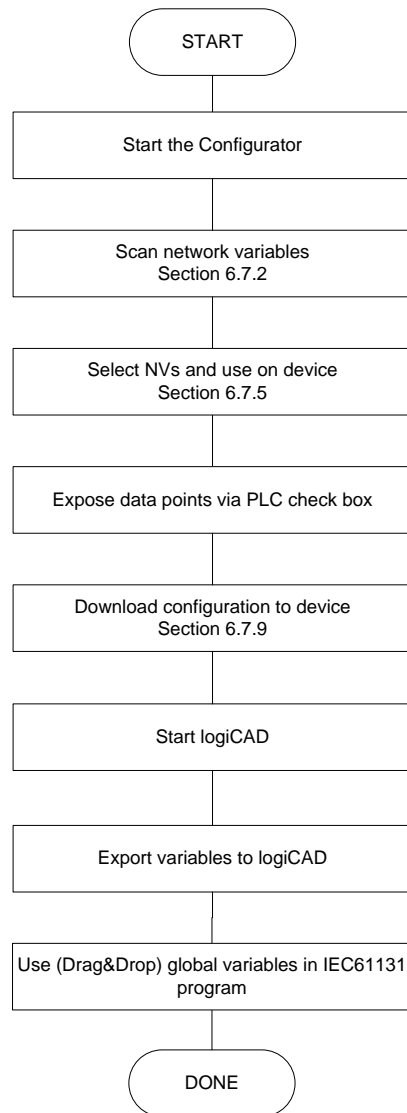 START
Start the Configurator
Scan network variables
Section 6.7.2
Select NVs and use on device
Section 6.7.5
Expose data points via PLC check box
Download configuration to device
Section 6.7.9
Start logiCAD
Export variables to logiCAD
Use (Drag&Drop) global variables in IEC61131
program
DONE